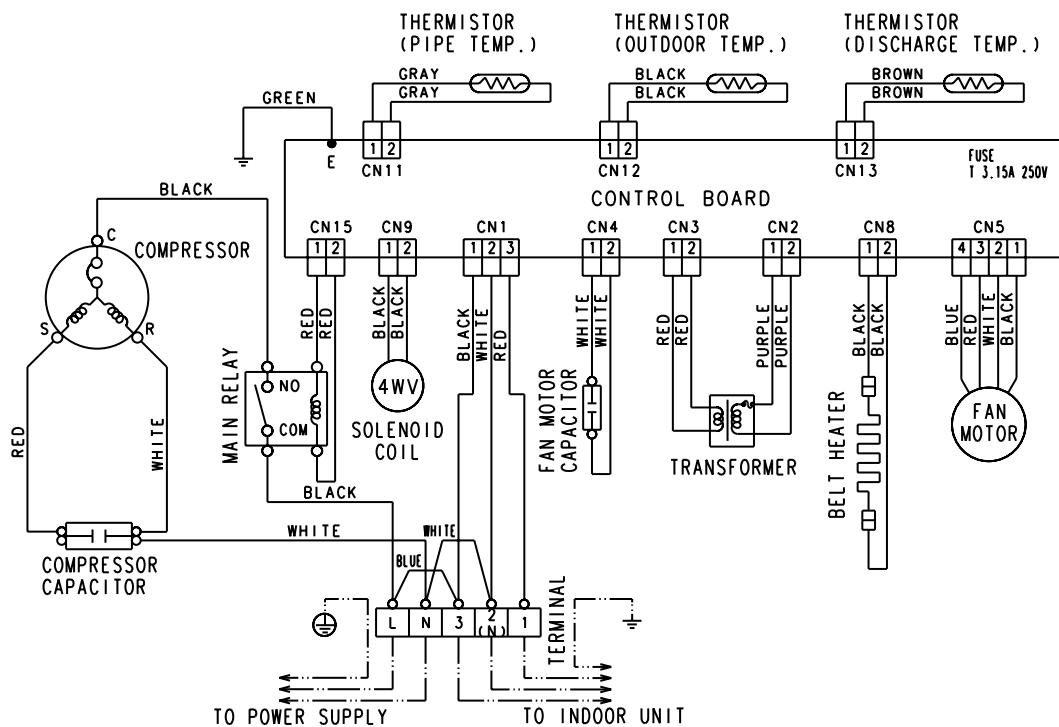 THERMISTOR
(PIPE TEMP.)
THERMISTOR
(OUTDOOR TEMP.)
THERMISTOR
(DISCHARGE TEMP.)
GRAY
GRAY
BLACK
BLACK
BROWN
BROWN
GREEN
E
1 2
CN11
1 2
CN12
1 2
CN13
FUSE
T 3.15A 250V
CONTROL BOARD
BLACK
C
COMPRESSOR
S
R
CN15
1 2
CN9
1 2
CN1
1 2 3
CN4
1 2
CN3
1 2
CN2
1 2
CN8
1 2
CN5
4 3 2 1
RED
RED
BLACK
BLACK
BLACK
WHITE
RED
WHITE
WHITE
RED
RED
PURPLE
PURPLE
BLACK
BLACK
BLUE
RED
WHITE
BLACK
MAIN RELAY
NO
COM
4WV
SOLENOID
COIL
FAN MOTOR
CAPACITOR
TRANSFORMER
BELT HEATER
FAN
MOTOR
RED
WHITE
BLACK
WHITE
WHITE
BLUE
COMPRESSOR
CAPACITOR
L N 3 2 1
(N)
TERMINAL
TO POWER SUPPLY
TO INDOOR UNIT